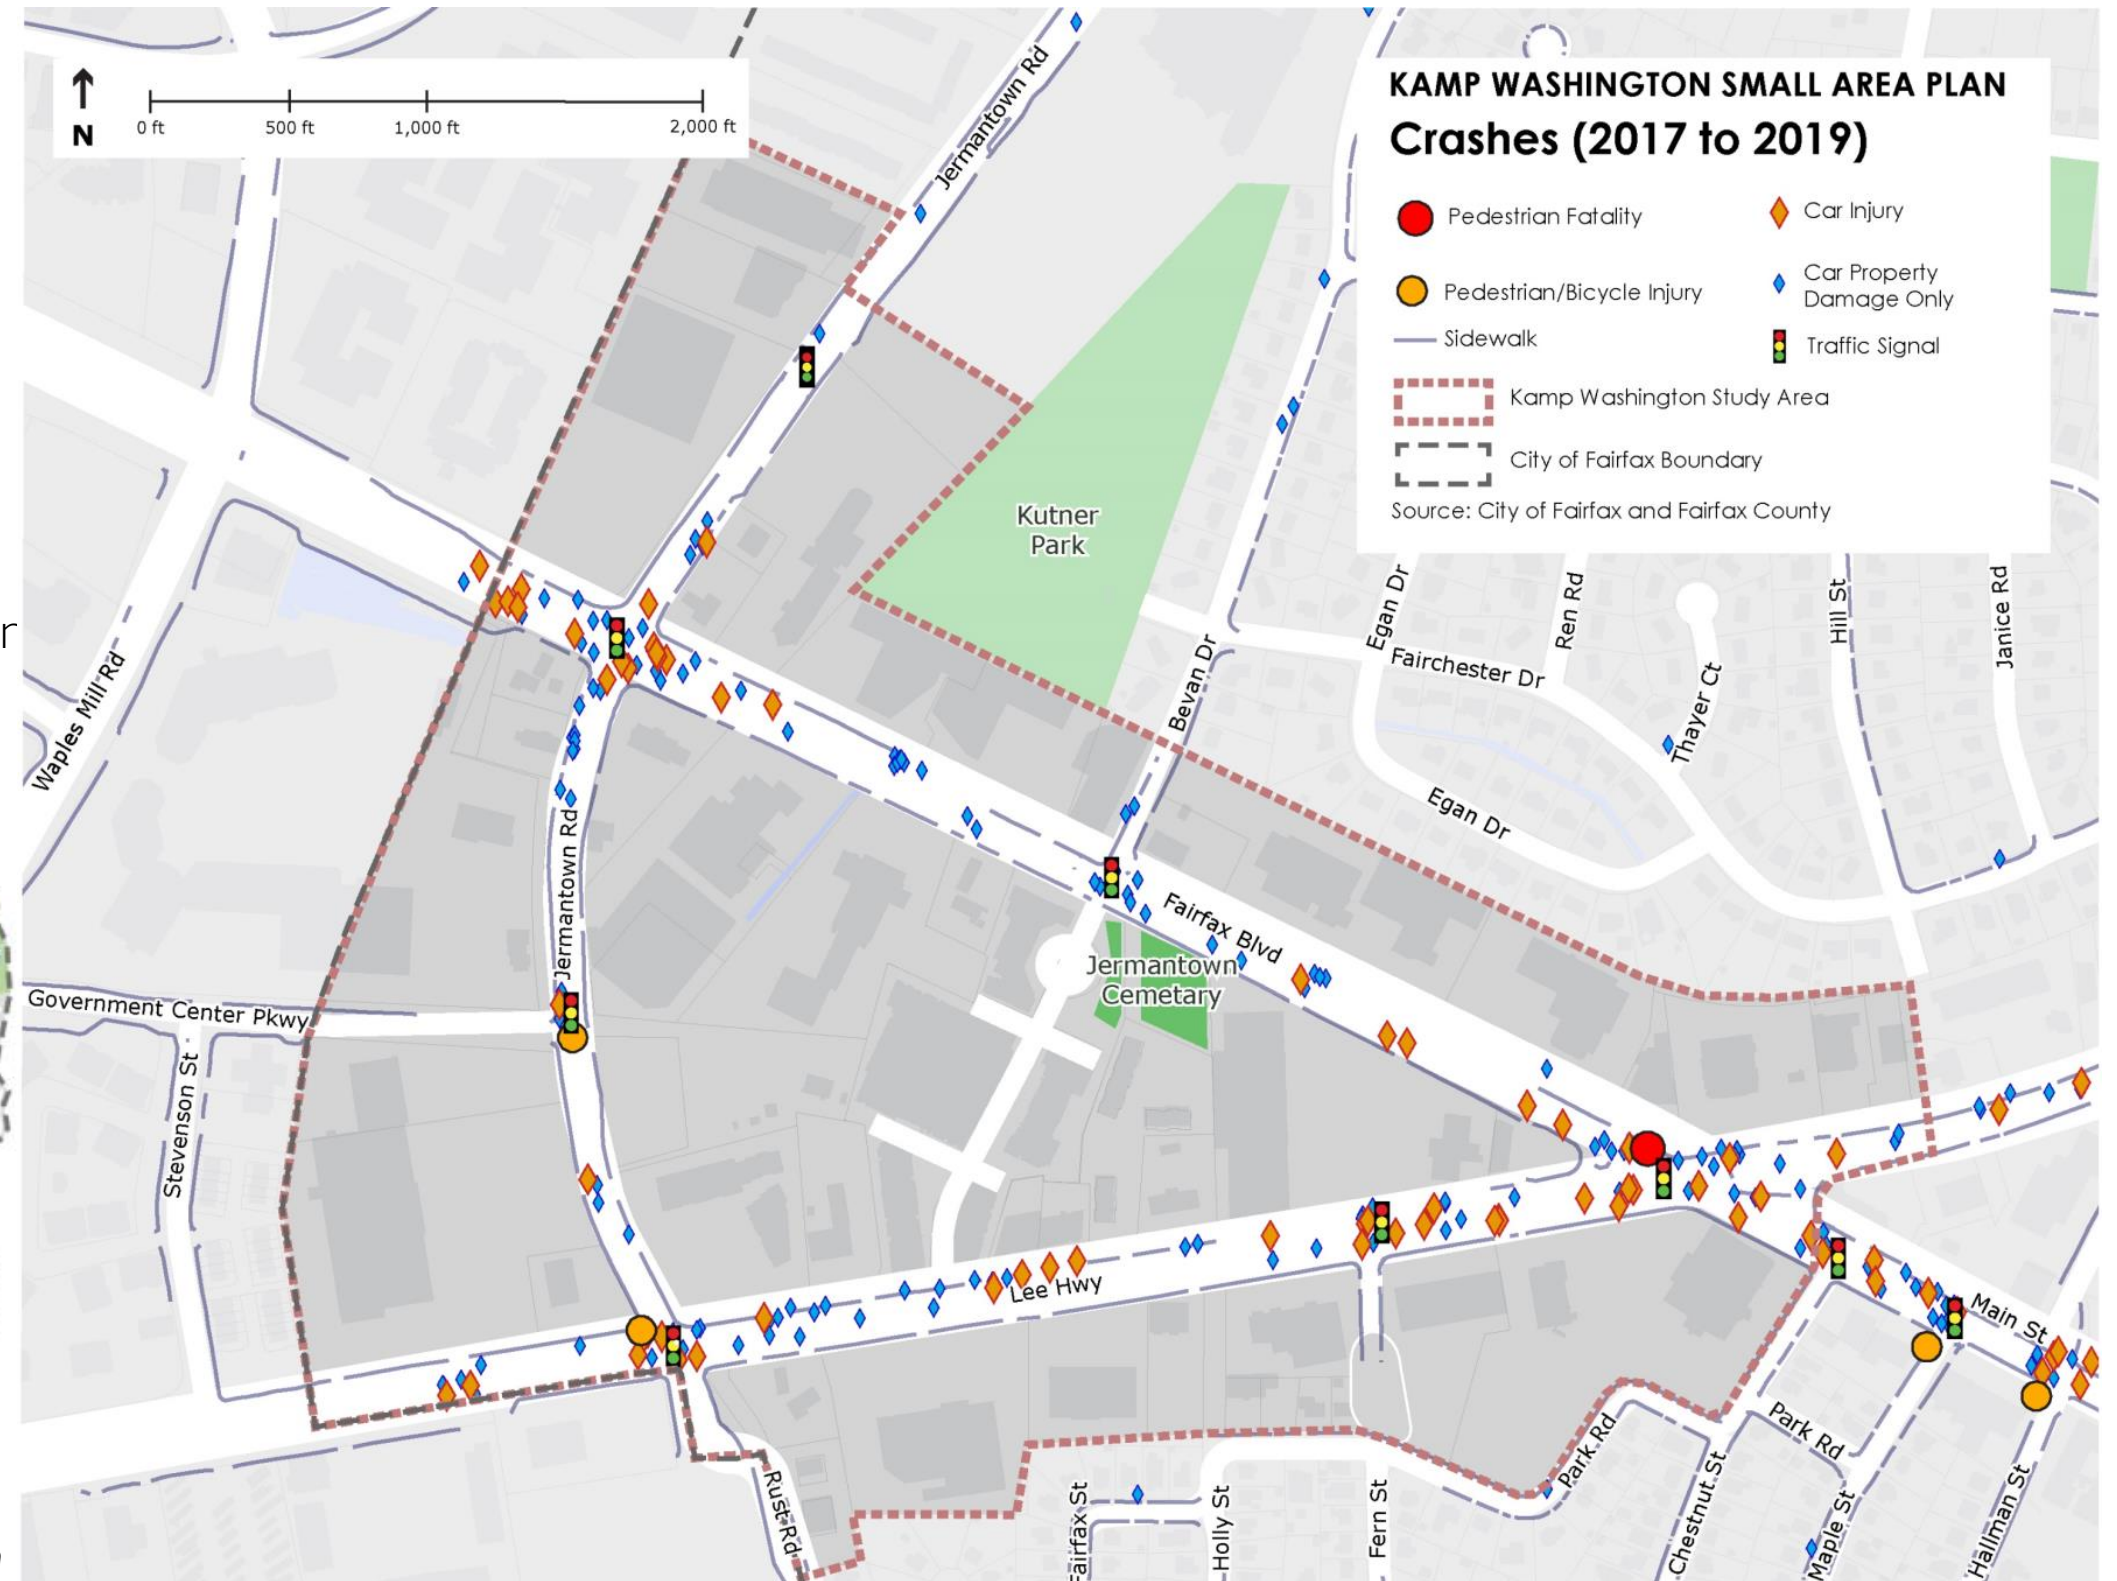 KAMP WASHINGTON SMALL AREA PLAN
Crashes (2017 to 2019)
Pedestrian Fatality
Car Injury
Pedestrian/Bicycle Injury
Car Property
Damage Only
Sidewalk
Traffic Signal
Kamp Washington Study Area
City of Fairfax Boundary
Source: City of Fairfax and Fairfax County
N
0 ft
500 ft
1,000 ft
2,000 ft
Jermantown Rd
Kutner
Park
Egan Dr
Ren Rd
Hill St
Janice Rd
r
Waples Mill Rd
Bevan Dr
Fairchester Dr
Thayer Ct
Egan Dr
Jermantown Rd
Fairfax Blvd
Jermantown
Cemetary
Government Center Pkwy
Stevenson St
Lee Hwy
Main St
Park Rd
Park Rd
Rust Rd
Fairfax St
Holly St
Fern St
Chestnut St
Maple St
Hallman St